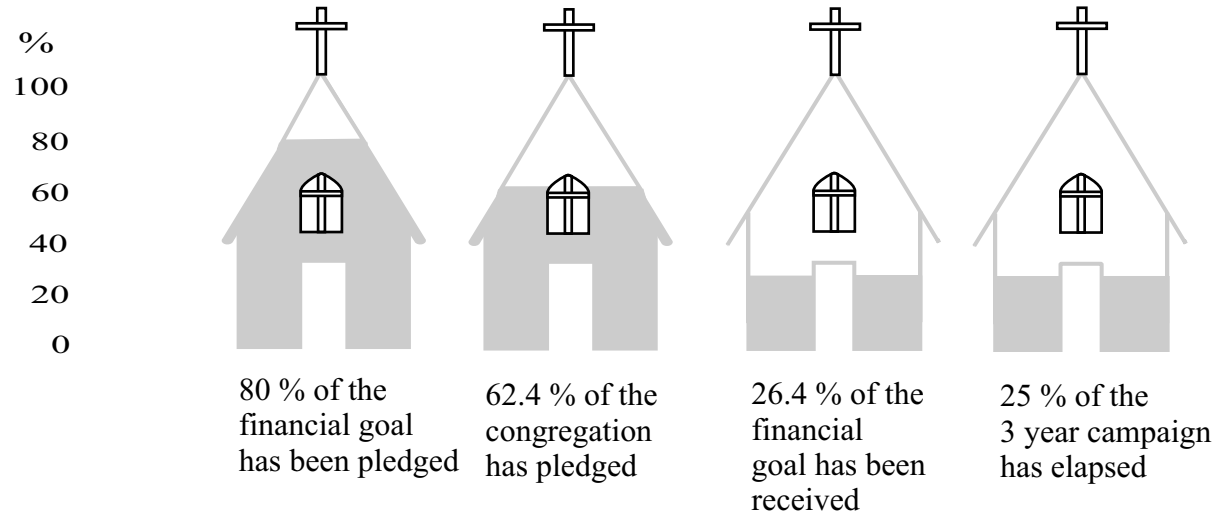 %
100
80
60
40
20
0
80 % of the
financial goal
has been pledged
62.4 % of the
congregation
has pledged
26.4 % of the
financial
goal has been
received
25 % of the
3 year campaign
has elapsed